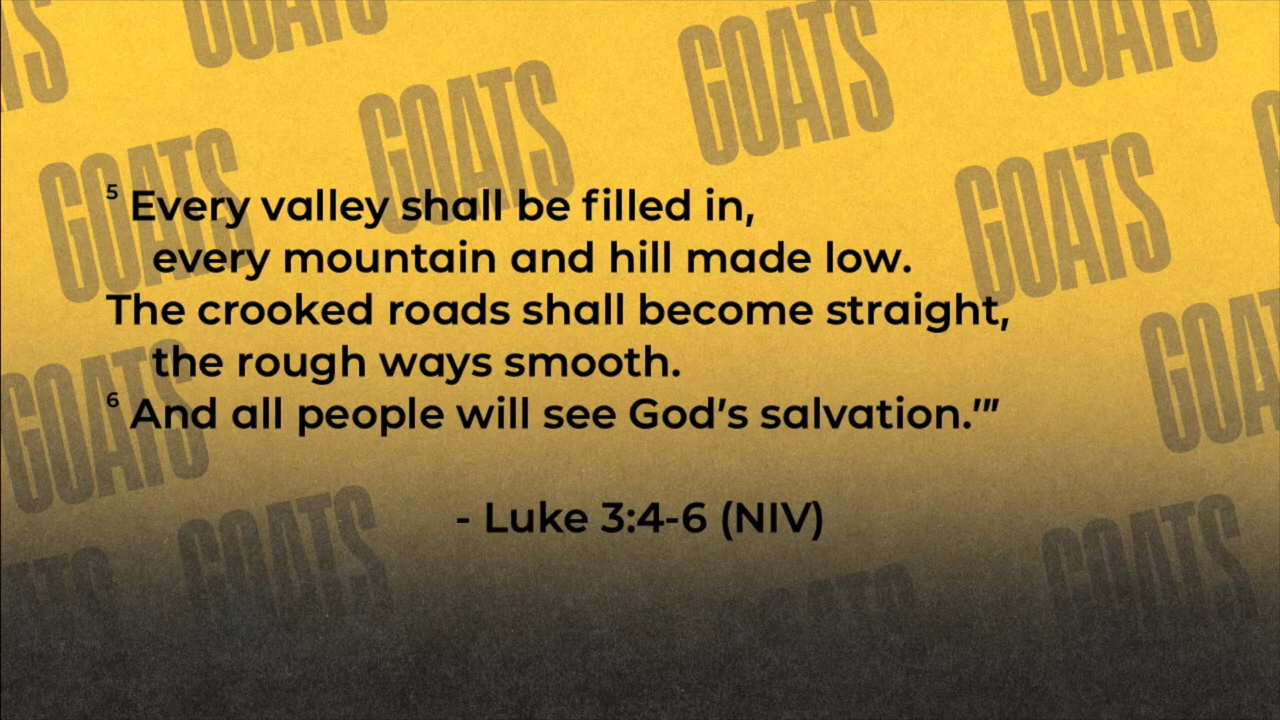 GOATS
GOATS
GOATS
GOATS
GOATS
GOATS
⁵ Every valley shall be filled in,
every mountain and hill made low.
The crooked roads shall become straight,
the rough ways smooth.
⁶ And all people will see God's salvation.'"
- Luke 3:4-6 (NIV)
GOATS
GOATS
GOATS
GOATS
GOATS